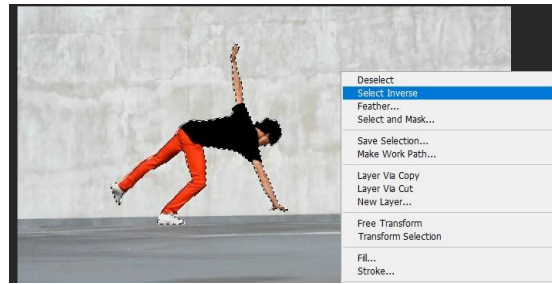 Deselect
Select Inverse
Feather...
Select and Mask...
Save Selection...
Make Work Path...
Layer Via Copy
Layer Via Cut
New Layer...
Free Transform
Transform Selection
Fill...
Stroke...